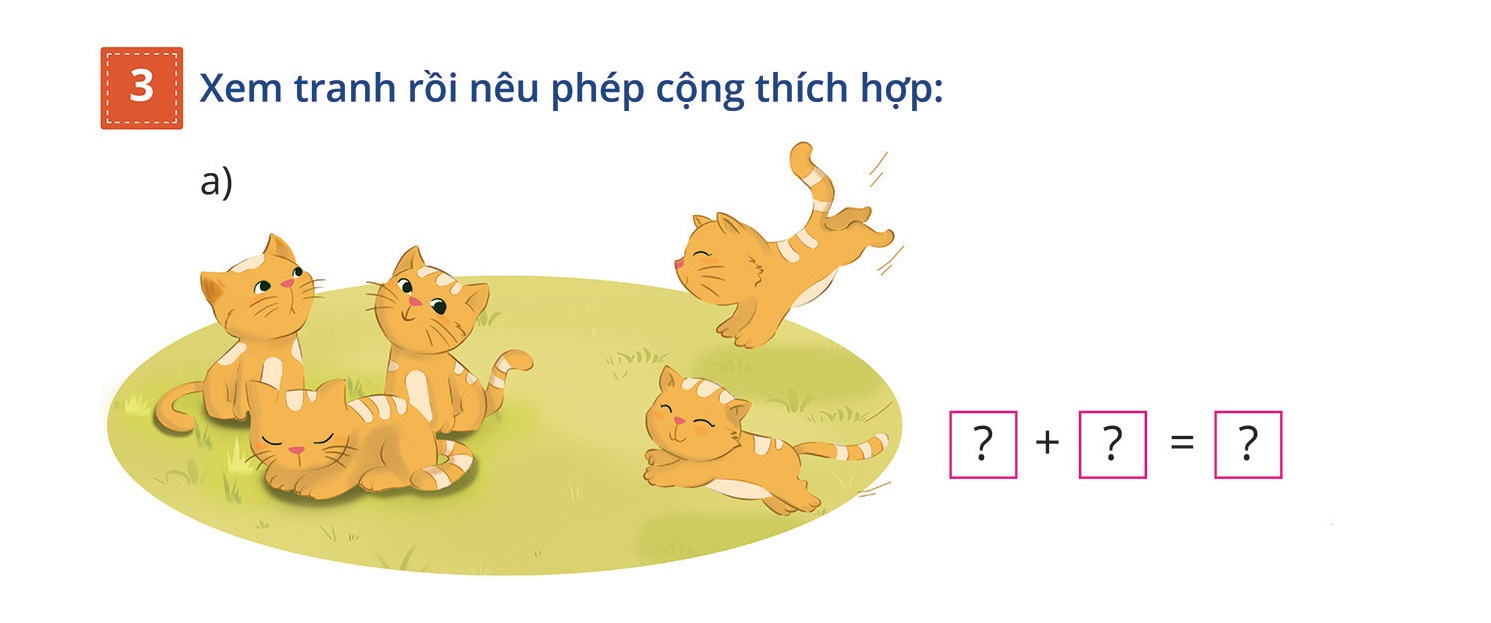 3 Xem tranh rồi nêu phép cộng thích hợp:
a)
? + ? = ?